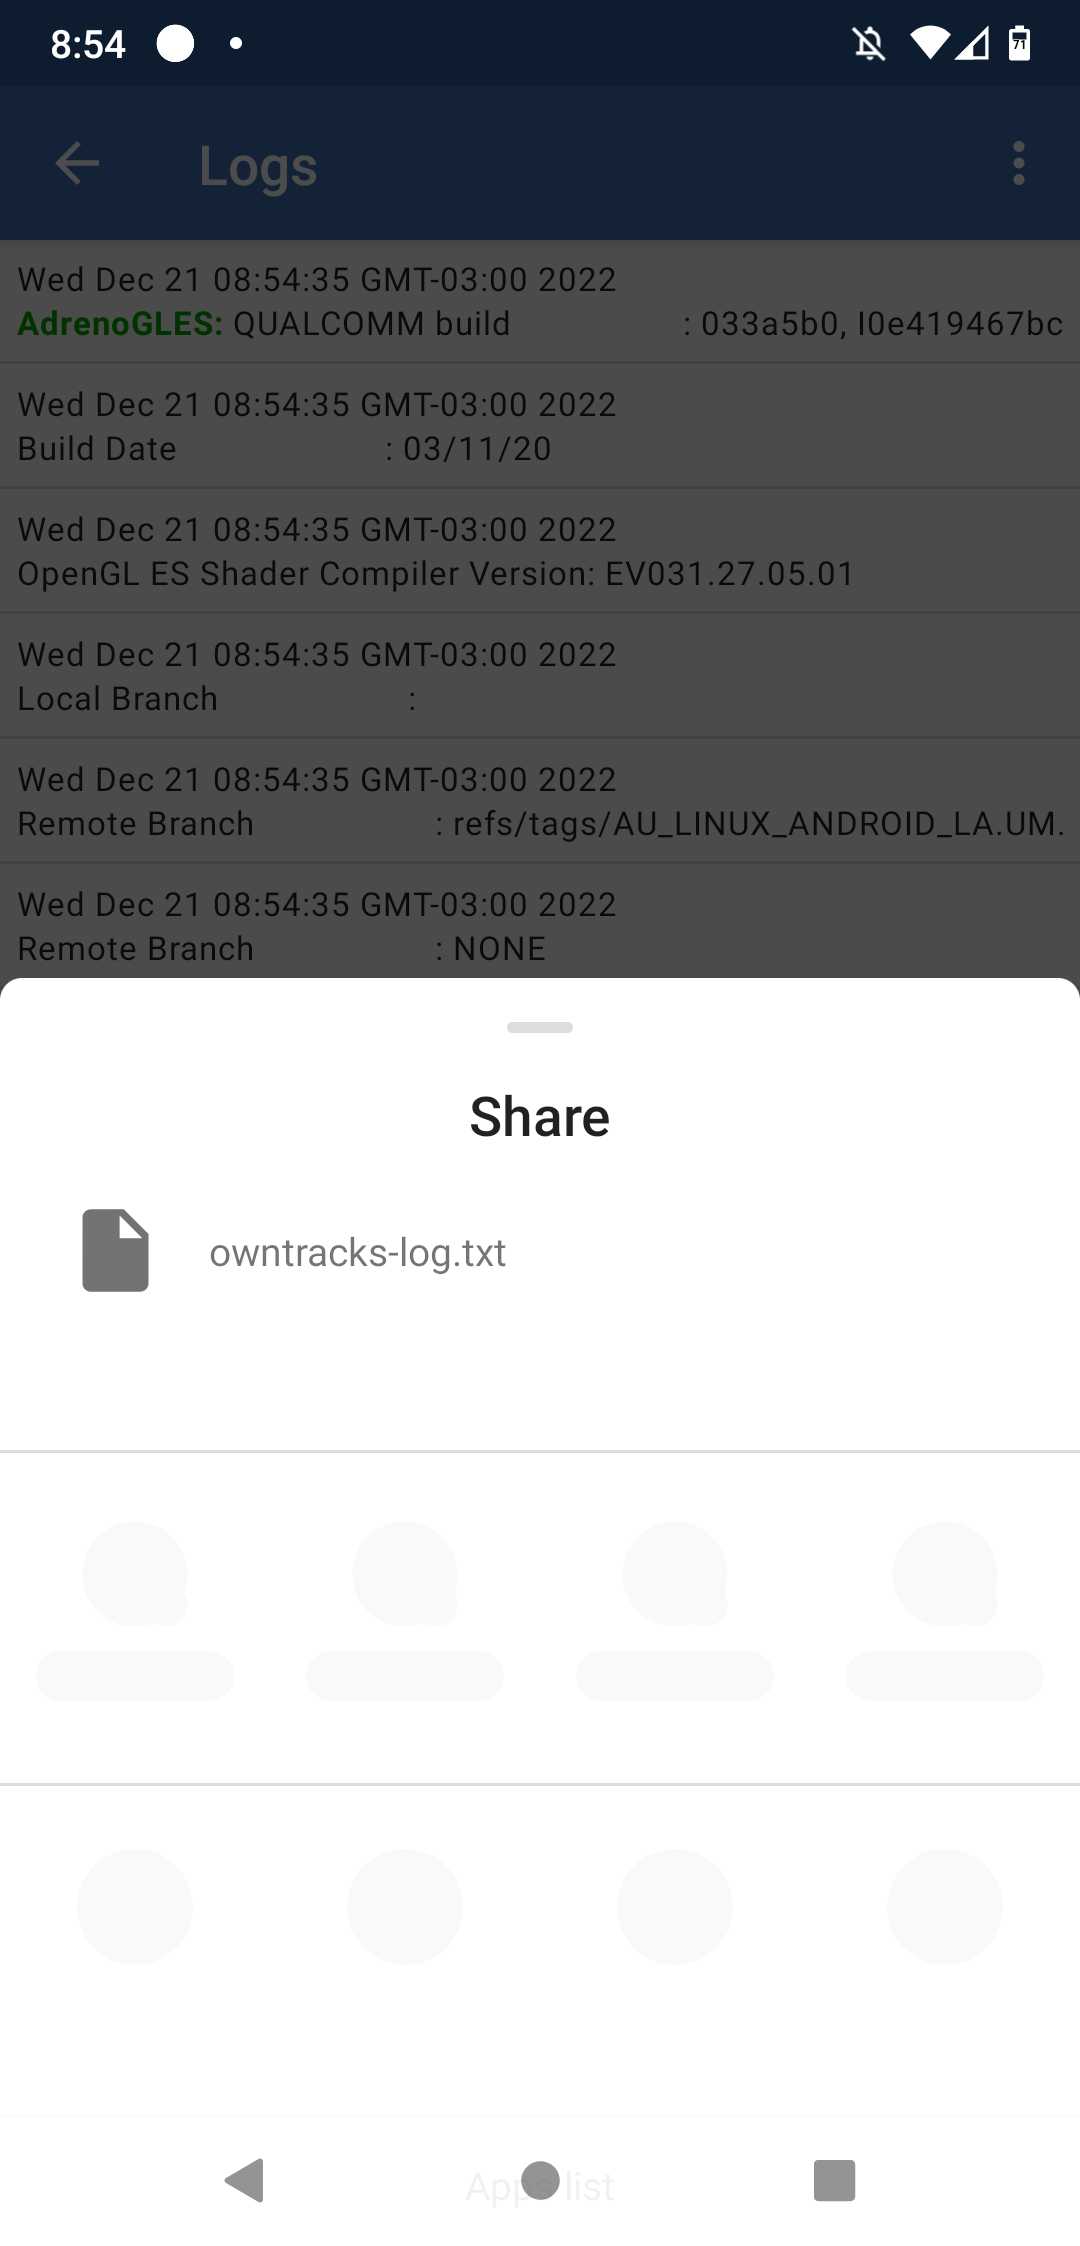 8:54
71
Logs
Wed Dec 21 08:54:35 GMT-03:00 2022
AdrenoGLES: QUALCOMM build : 033a5b0, I0e419467bc
Wed Dec 21 08:54:35 GMT-03:00 2022
Build Date : 03/11/20
Wed Dec 21 08:54:35 GMT-03:00 2022
OpenGL ES Shader Compiler Version: EV031.27.05.01
Wed Dec 21 08:54:35 GMT-03:00 2022
Local Branch :
Wed Dec 21 08:54:35 GMT-03:00 2022
Remote Branch : refs/tags/AU_LINUX_ANDROID_LA.UM.
Wed Dec 21 08:54:35 GMT-03:00 2022
Remote Branch : NONE
Share
owntracks-log.txt
Apps list